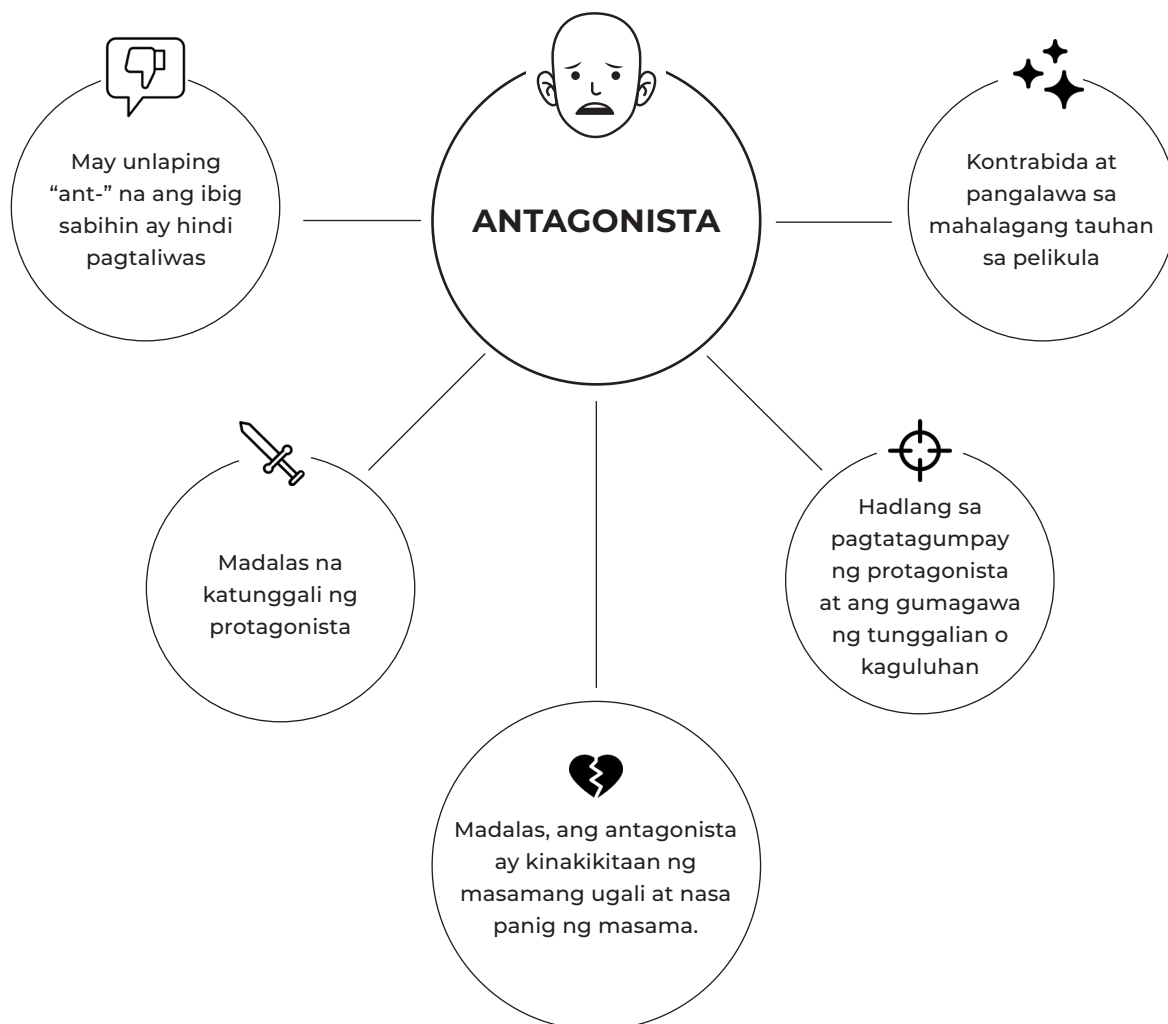 ANTAGONISTA
May unlaping
“ant-” na ang ibig
sabihin ay hindi
pagtaliwas
Kontrabida at
pangalawa sa
mahalagang tauhan
sa pelikula
Madalas na
katunggali ng
protagonista
Hadlang sa
pagtatagumpay
ng protagonista
at ang gumagawa
ng tunggalian o
kaguluhan
Madalas, ang antagonista
ay kinakikitaan ng
masamang ugali at nasa
panig ng masama.